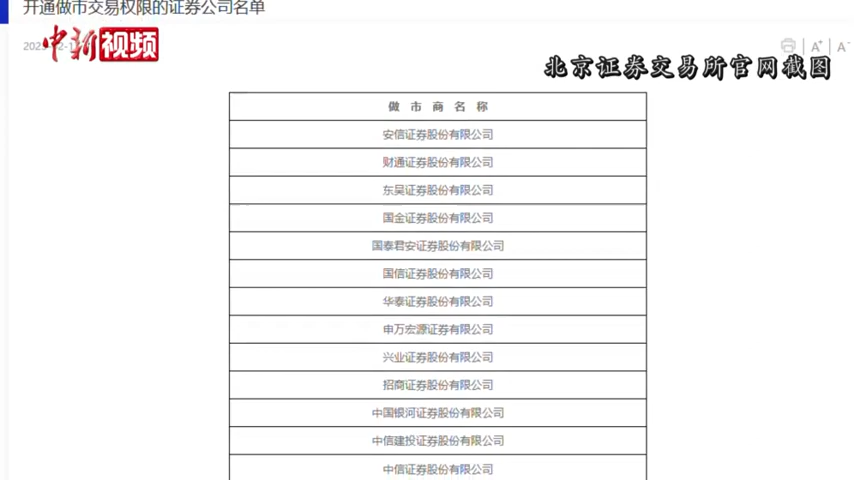 开通做市交易权限的证券公司名单
中新视频
北京证券交易所官网截图
做市商名称
安信证券股份有限公司
财通证券股份有限公司
东吴证券股份有限公司
国金证券股份有限公司
国泰君安证券股份有限公司
国信证券股份有限公司
华泰证券股份有限公司
申万宏源证券有限公司
兴业证券股份有限公司
招商证券股份有限公司
中国银河证券股份有限公司
中信建投证券股份有限公司
中信证券股份有限公司